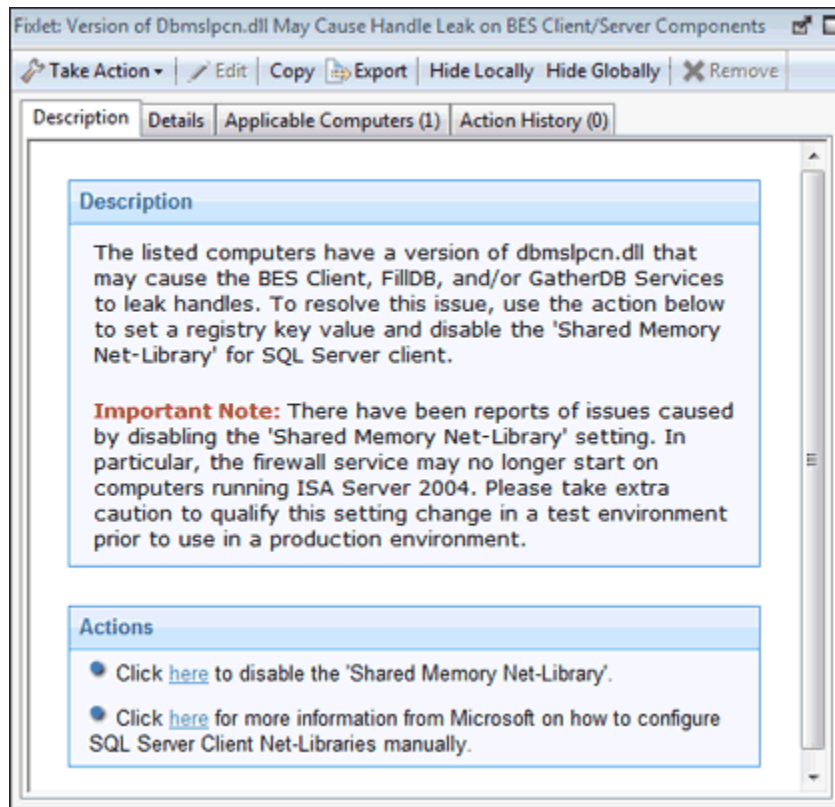 Fixlet: Version of Dbmslpcn.dll May Cause Handle Leak on BES Client/Server Components
Take Action Edit Copy Export Hide Locally Hide Globally Remove
Description Details Applicable Computers (1) Action History (0)
Description
The listed computers have a version of dbmslpcn.dll that
may cause the BES Client, FillDB, and/or GatherDB Services
to leak handles. To resolve this issue, use the action below
to set a registry key value and disable the 'Shared Memory
Net-Library' for SQL Server client.
Important Note: There have been reports of issues caused
by disabling the 'Shared Memory Net-Library' setting. In
particular, the firewall service may no longer start on
computers running ISA Server 2004. Please take extra
caution to qualify this setting change in a test environment
prior to use in a production environment.
Actions
Click here to disable the 'Shared Memory Net-Library'.
Click here for more information from Microsoft on how to configure
SQL Server Client Net-Libraries manually.